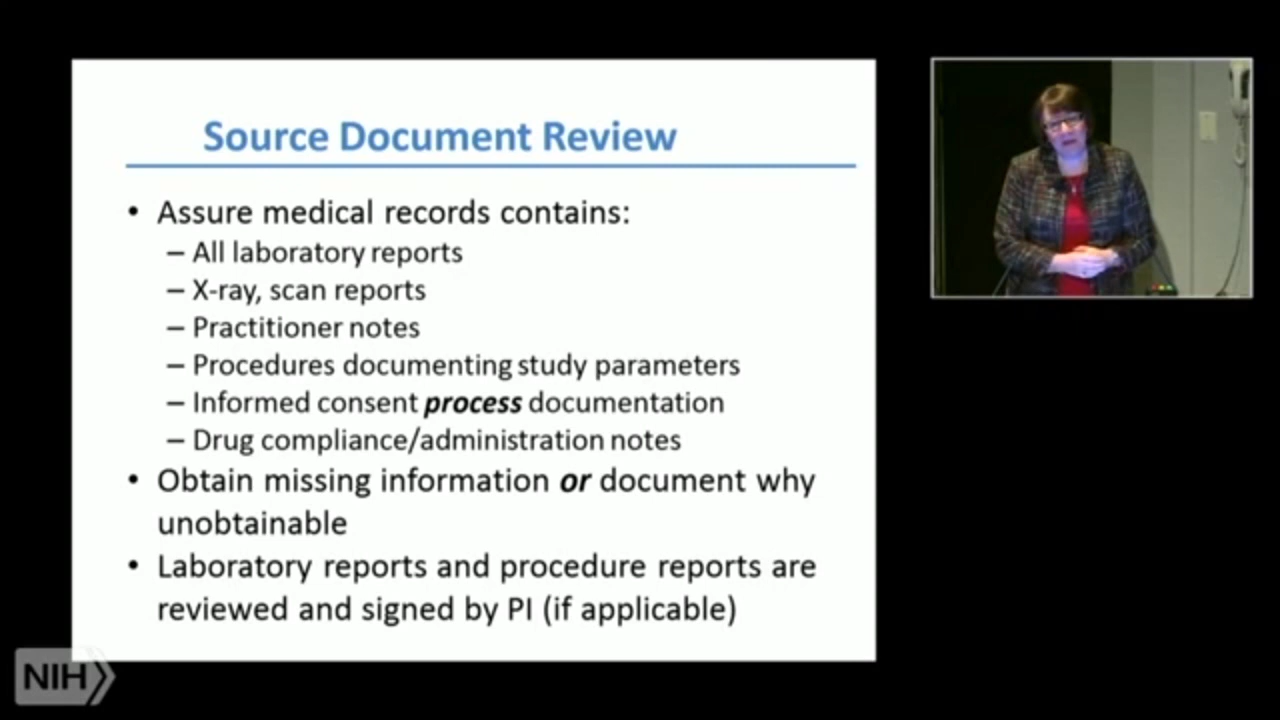 Source Document Review
• Assure medical records contains:
– All laboratory reports
– X-ray, scan reports
– Practitioner notes
– Procedures documenting study parameters
– Informed consent process documentation
– Drug compliance/administration notes
• Obtain missing information or document why
unobtainable
• Laboratory reports and procedure reports are
reviewed and signed by PI (if applicable)
NIH